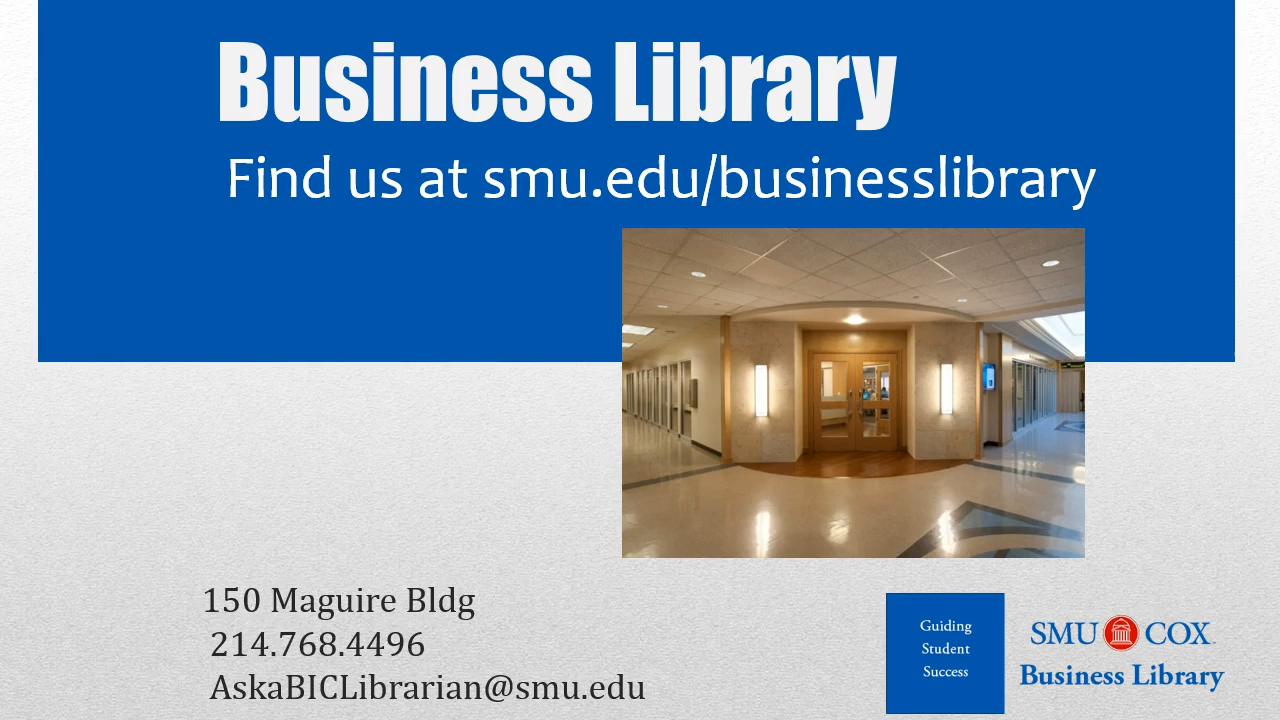 Business Library
Find us at smu.edu/businesslibrary
150 Maguire Bldg
214.768.4496
AskaBICLibrarian@smu.edu
Guiding
Student
Success
SMU COX
Business Library